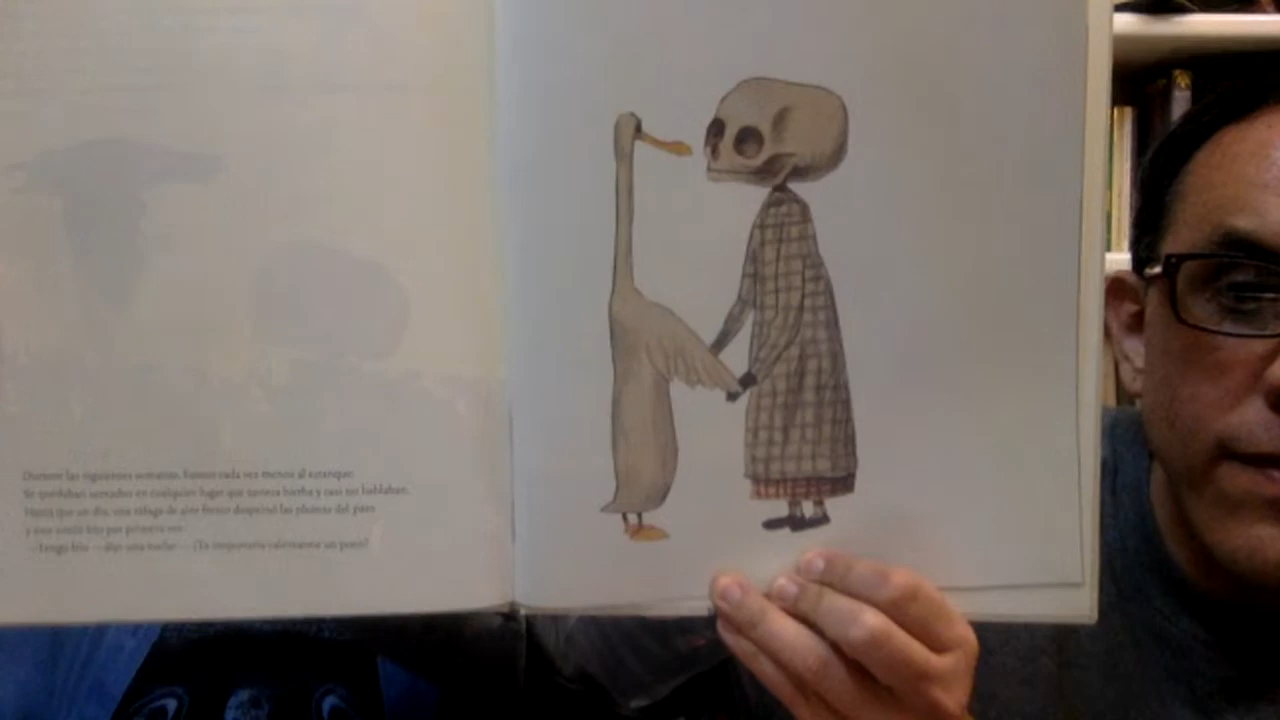 Durante las siguientes semanas, fueron cada vez menos al estanque.
Se quedaban sentados en cualquier lugar que tuviera hierba y casi no hablaban.
Hasta que un día, una ráfaga de aire fresco despeinó las plumas del pato
y este sintió frío por primera vez.
—Tengo frío —dijo una noche—. ¿Te importaría calentarme un poco?